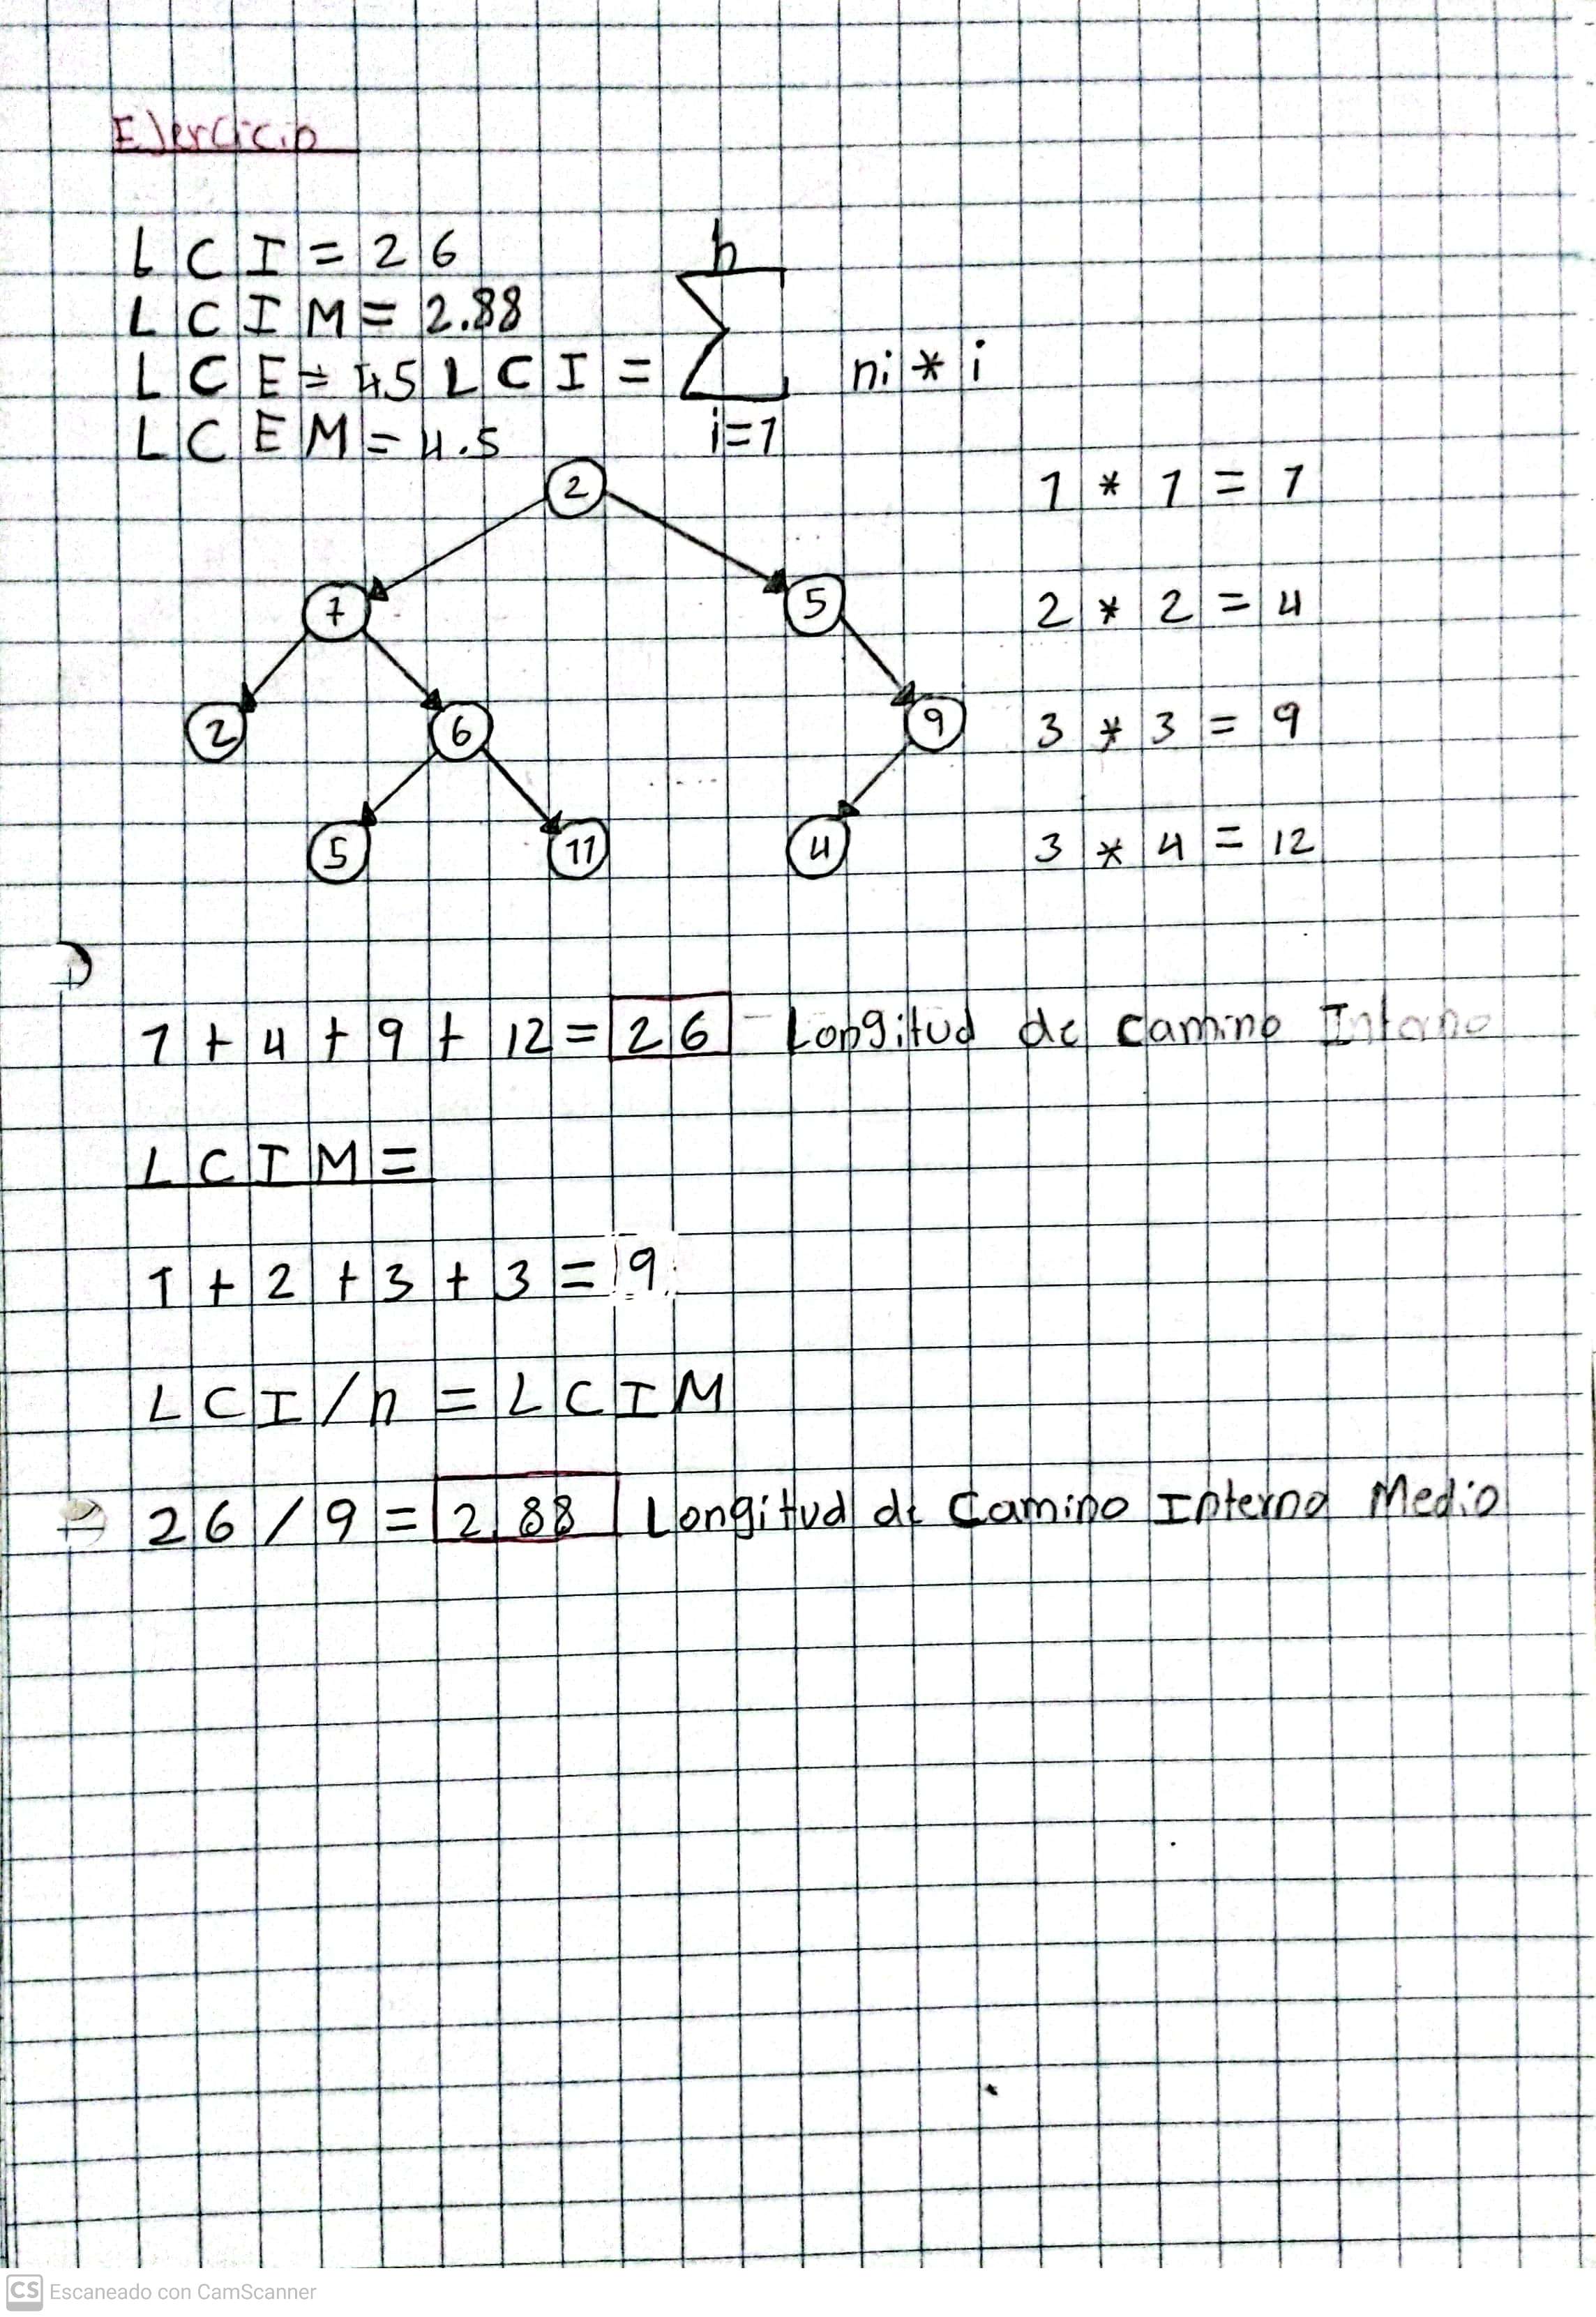 Ejercicio
LCI = 26
LCIM = 2.88
LCE = 45 LCI = h ∑ i=1 ni * i
LCEM = 4.5
2
1 * 1 = 1
7 5
2 * 2 = 4
2 6 9
3 * 3 = 9
5 11 4
3 * 4 = 12
1 + 4 + 9 + 12 = 26 Longitud de Camino Interno
LCIM =
1 + 2 + 3 + 3 = 9
LCI/n = LCIM
26/9 = 2.88 Longitud de Camino Interno Medio
CS Escaneado con CamScanner